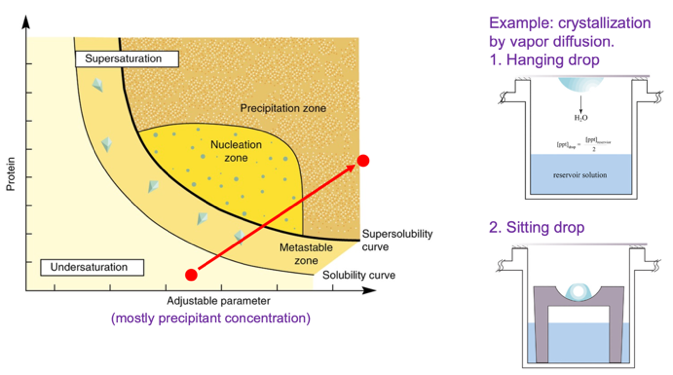 Supersaturation
Precipitation zone
Nucleation
zone
Protein
Supersolubility
curve
Metastable
zone
Undersaturation
Solubility curve
Adjustable parameter
(mostly precipitant concentration)
Example: crystallization
by vapor diffusion.
1. Hanging drop
H₂O
[ppt]drop = [ppt]reservoir
2
reservoir solution
2. Sitting drop